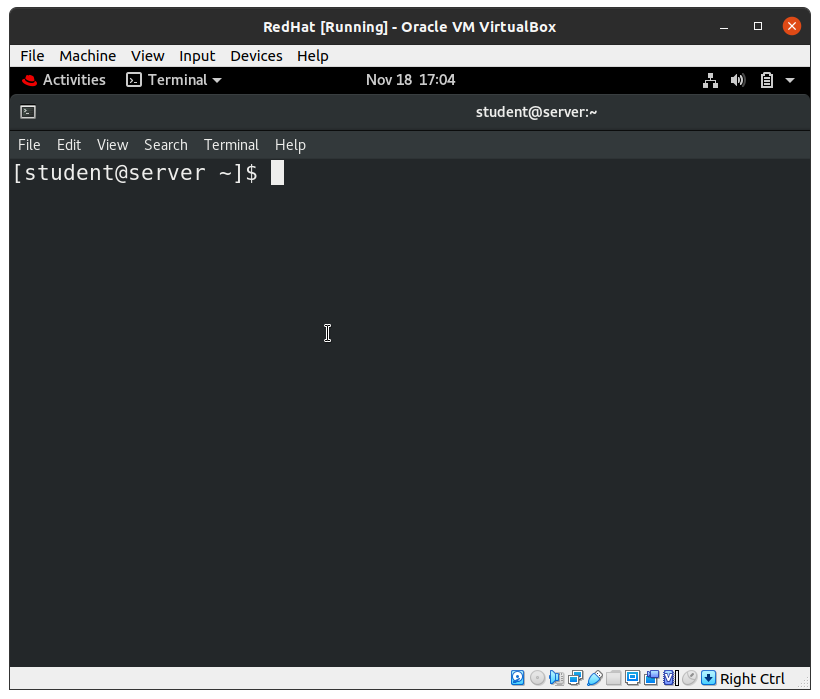 RedHat [Running] - Oracle VM VirtualBox
File Machine View Input Devices Help
Activities Terminal Nov 18 17:04
student@server:~
File Edit View Search Terminal Help
[student@server ~]$
Right Ctrl